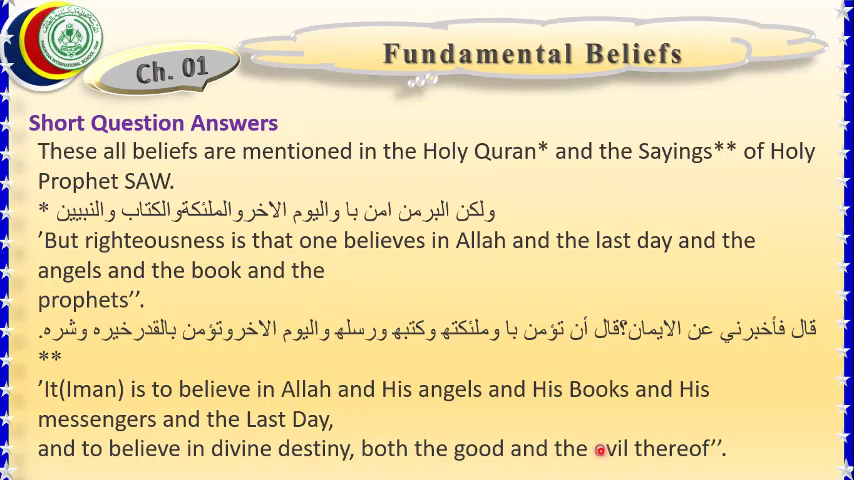 Ch. 01
Fundamental Beliefs
Short Question Answers
These all beliefs are mentioned in the Holy Quran* and the Sayings** of Holy
Prophet SAW.
* ولكن البرمن امن با واليوم الاخروالملئكةوالكتاب والنبيين
’But righteousness is that one believes in Allah and the last day and the
angels and the book and the
prophets’’.
قال فأخبرني عن الايمان؟قال أن تؤمن با وملئكتھ وكتبھ ورسلھ واليوم الاخروتؤمن بالقدرخيره وشره.
**
’It(Iman) is to believe in Allah and His angels and His Books and His
messengers and the Last Day,
and to believe in divine destiny, both the good and the evil thereof’’.